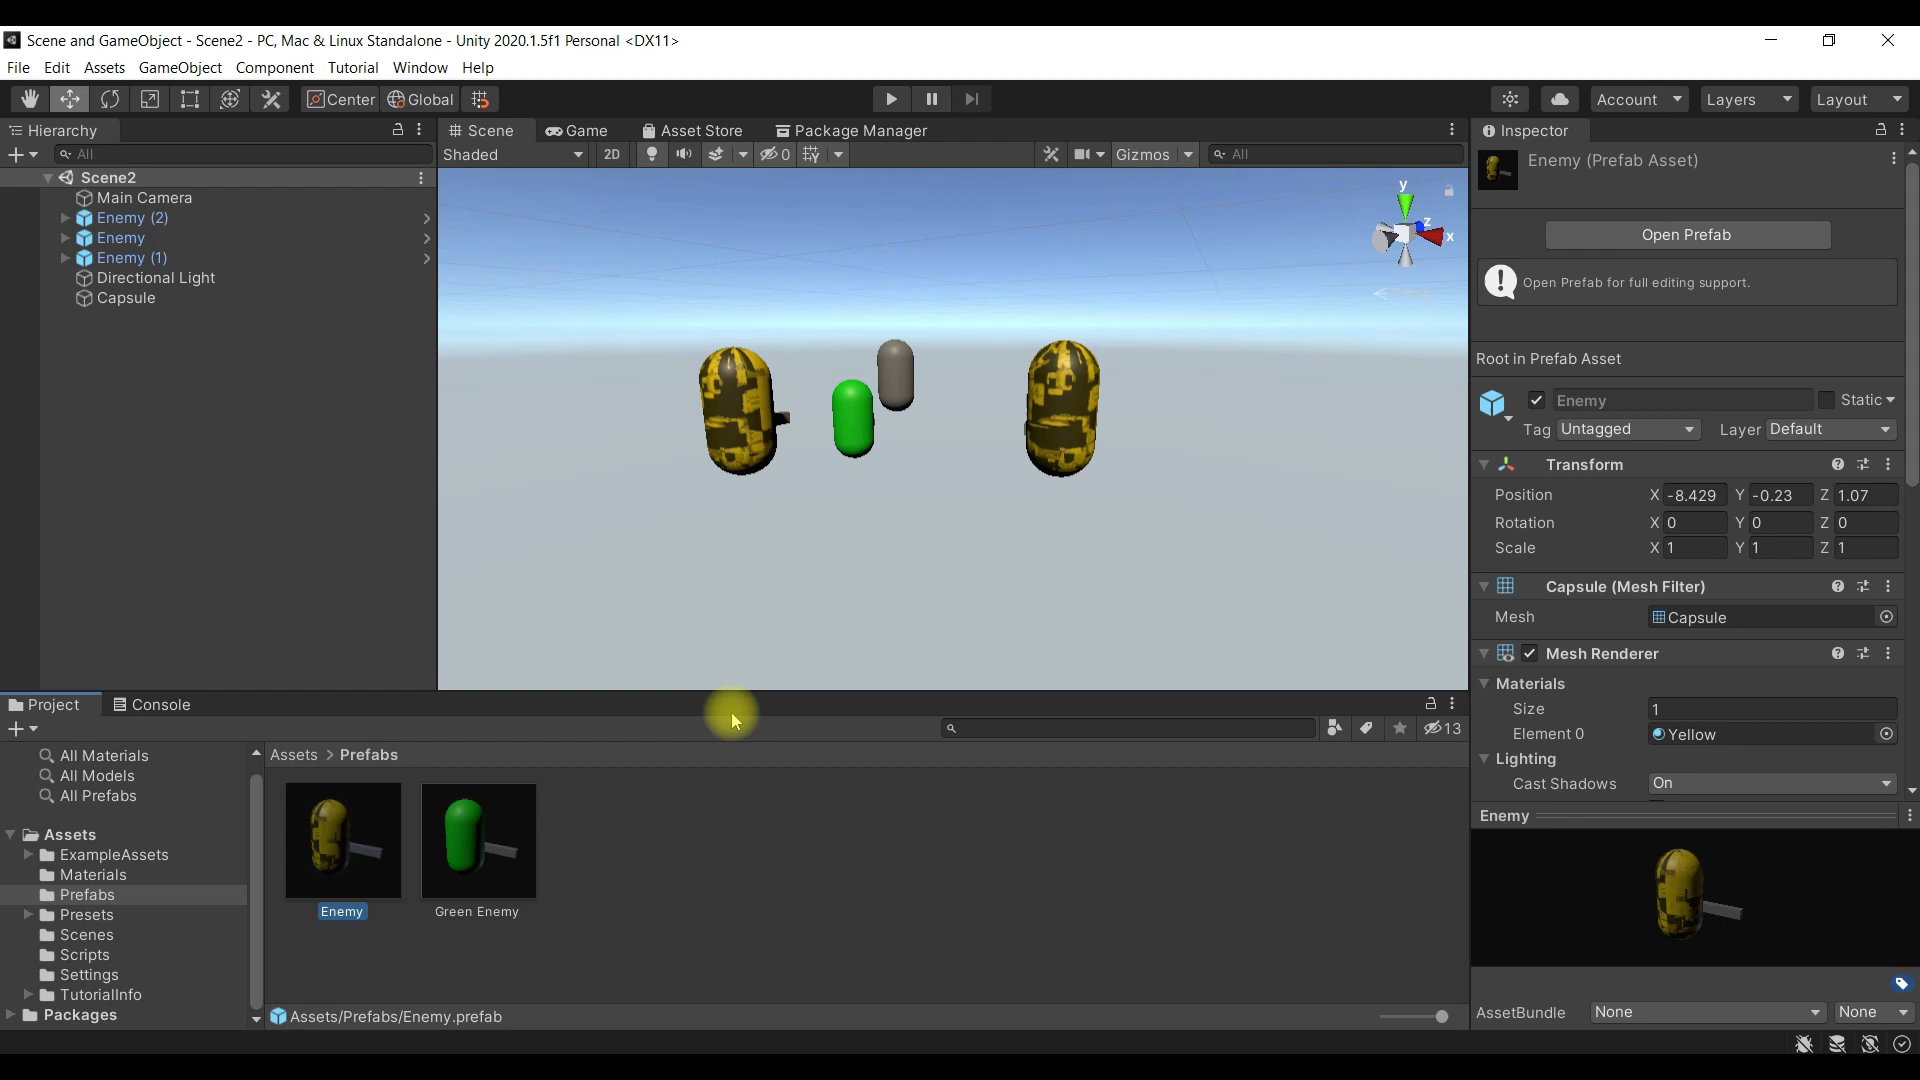 Scene and GameObject - Scene2 - PC, Mac & Linux Standalone - Unity 2020.1.5f1 Personal <DX11>
File Edit Assets GameObject Component Tutorial Window Help
Center Global Account Layers Layout
Hierarchy
All
Scene2
Main Camera
Enemy (2)
Enemy
Enemy (1)
Directional Light
Capsule
Scene Game Asset Store Package Manager
Shaded 2D 0 Gizmos All
y
z
x
Persp
Inspector
Enemy (Prefab Asset)
Open Prefab
Open Prefab for full editing support.
Root in Prefab Asset
Enemy Static
Tag Untagged Layer Default
Transform
Position X -8.429 Y -0.23 Z 1.07
Rotation X 0 Y 0 Z 0
Scale X 1 Y 1 Z 1
Capsule (Mesh Filter)
Mesh Capsule
Mesh Renderer
Materials
Size 1
Element 0 Yellow
Lighting
Cast Shadows On
Enemy
AssetBundle None None
Project Console
13
All Materials
All Models
All Prefabs
Assets
ExampleAssets
Materials
Prefabs
Presets
Scenes
Scripts
Settings
TutorialInfo
Packages
Assets > Prefabs
Enemy Green Enemy
Assets/Prefabs/Enemy.prefab